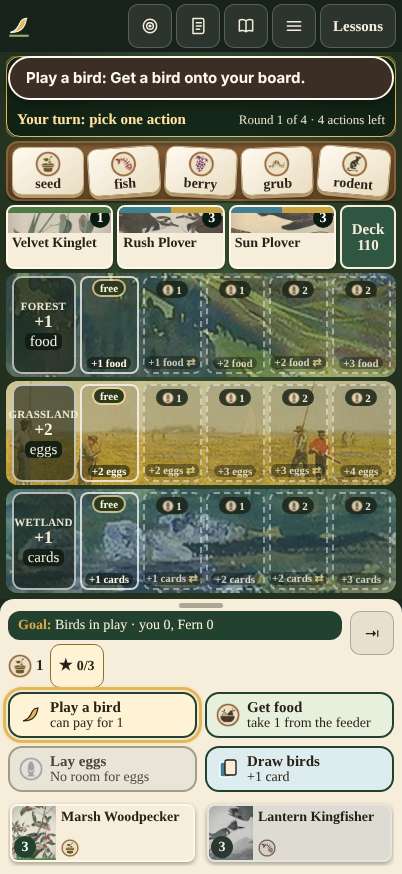 Lessons
Play a bird: Get a bird onto your board.
Your turn: pick one action
Round 1 of 4 · 4 actions left
seed
fish
berry
grub
rodent
1
3
3
Velvet Kinglet
Rush Plover
Sun Plover
Deck
110
free
1
1
2
2
FOREST
+1
food
+1 food
+1 food ⇄
+2 food
+2 food ⇄
+3 food
free
1
1
2
2
GRASSLAND
+2
eggs
+2 eggs
+2 eggs ⇄
+3 eggs
+3 eggs ⇄
+4 eggs
free
1
1
2
2
WETLAND
+1
cards
+1 cards
+1 cards ⇄
+2 cards
+2 cards ⇄
+3 cards
Goal: Birds in play · you 0, Fern 0
1
★ 0/3
Play a bird
can pay for 1
Get food
take 1 from the feeder
Lay eggs
No room for eggs
Draw birds
+1 card
Marsh Woodpecker
3
Lantern Kingfisher
3